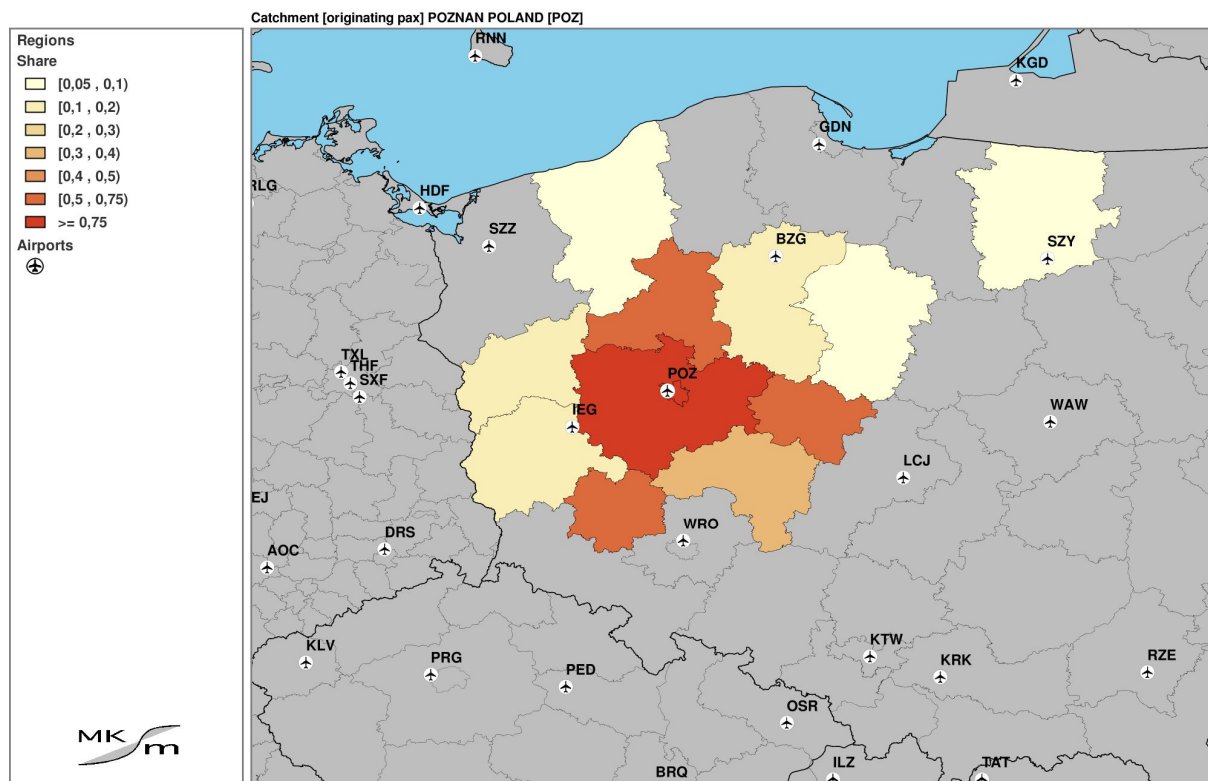 Catchment [originating pax] POZNAN POLAND [POZ]
Regions
Share
[0,05 , 0,1)
[0,1 , 0,2)
[0,2 , 0,3)
[0,3 , 0,4)
[0,4 , 0,5)
[0,5 , 0,75)
>= 0,75
Airports
RNN
KGD
GDN
RLG
HDF
SZZ
BZG
SZY
TXL
THF
SXF
POZ
IEG
WAW
LCJ
EJ
WRO
DRS
AOC
KLV
PRG
PED
KTW
KRK
RZE
OSR
ILZ
TAT
BRQ
MK
m